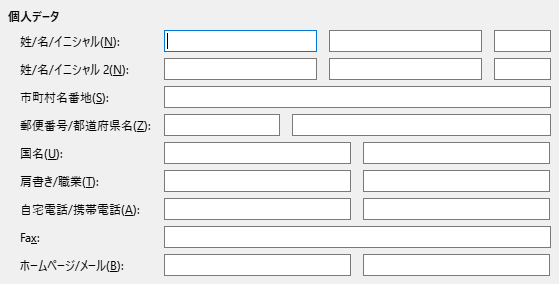 個人データ
姓/名/イニシャル(N):
姓/名/イニシャル 2(N):
市町村名番地(S):
郵便番号/都道府県名(Z):
国名(U):
肩書き/職業(T):
自宅電話/携帯電話(A):
Fax:
ホームページ/メール(B):